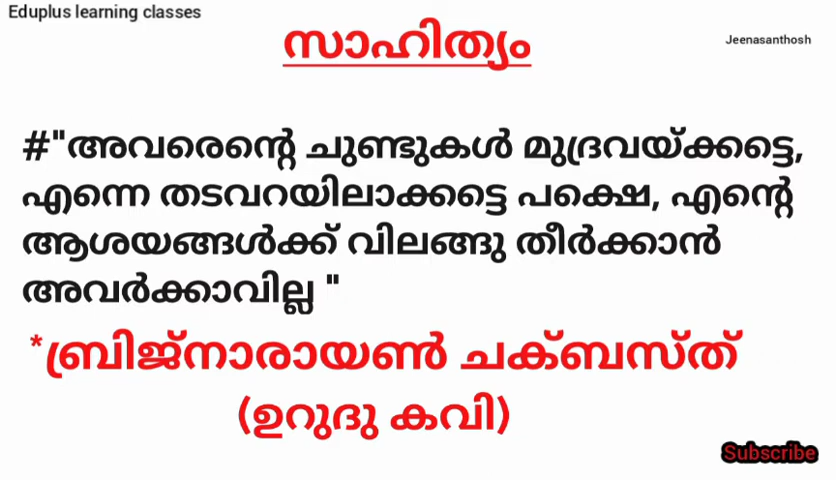 Eduplus learning classes
സാഹിത്യം
Jeenasanthosh
#"അവരെന്റെ ചുണ്ടുകൾ മുദ്രവയ്ക്കട്ടെ,
എന്നെ തടവറയിലാക്കട്ടെ പക്ഷെ, എന്റെ
ആശയങ്ങൾക്ക് വിലങ്ങു തീർക്കാൻ
അവർക്കാവില്ല "
*ബ്രിജ്നാരായൺ ചക്ബസ്ത്
(ഉറുദു കവി)
Subscribe